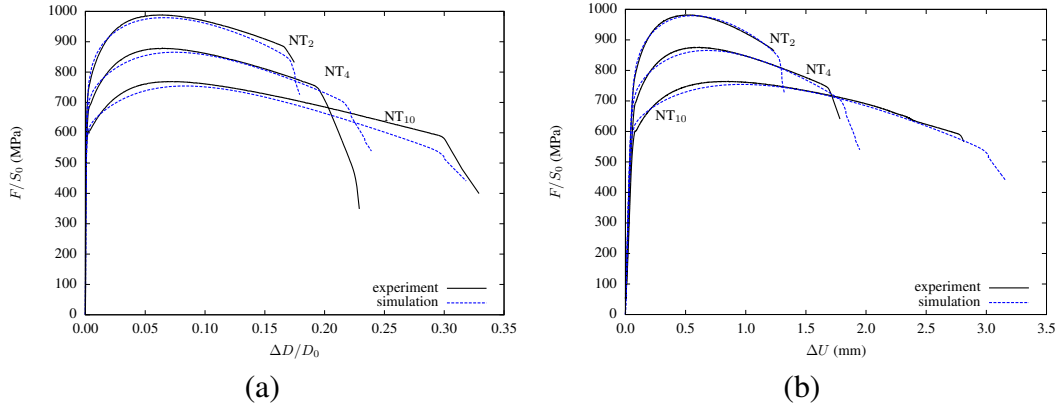 1000
900
800
700
600
500
400
300
200
100
0
F/S₀ (MPa)
NT₂
NT₄
NT₁₀
experiment
simulation
0.00 0.05 0.10 0.15 0.20 0.25 0.30 0.35
ΔD/D₀
(a)
1000
900
800
700
600
500
400
300
200
100
0
F/S₀ (MPa)
NT₂
NT₄
NT₁₀
experiment
simulation
0.0 0.5 1.0 1.5 2.0 2.5 3.0 3.5
ΔU (mm)
(b)